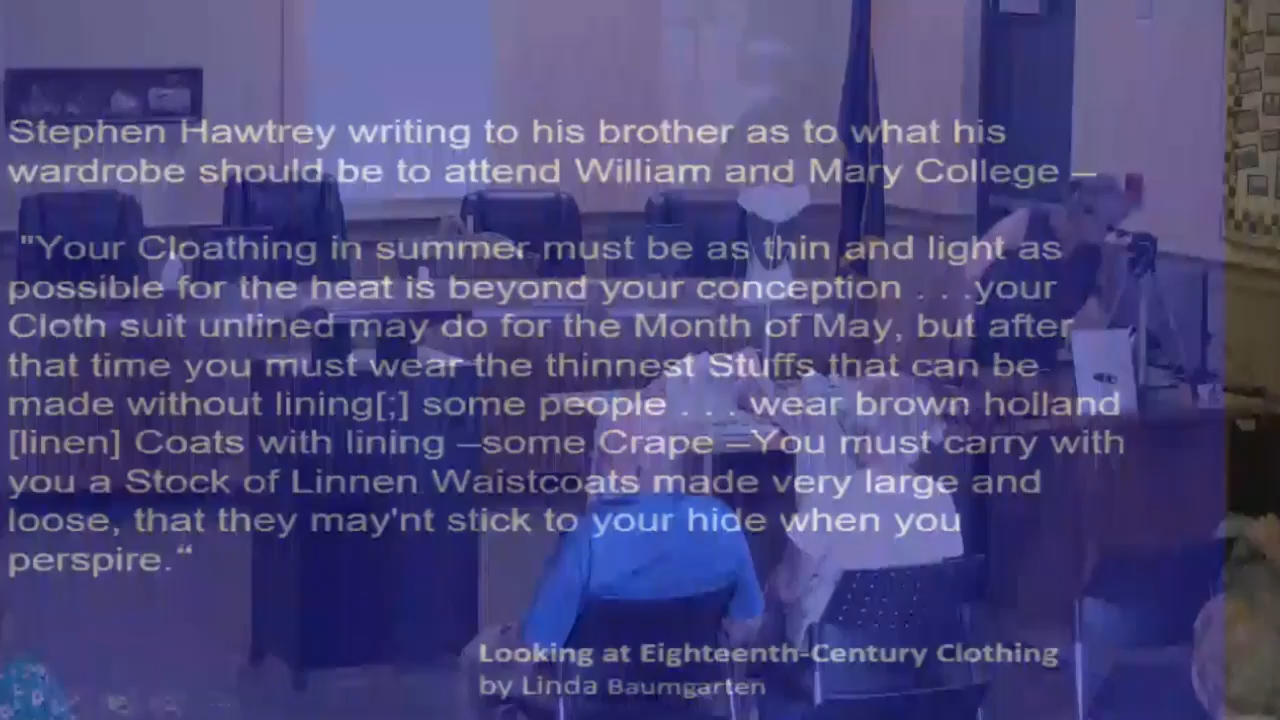 Stephen Hawtrey writing to his brother as to what his
wardrobe should be to attend William and Mary College –
"Your Cloathing in summer must be as thin and light as
possible for the heat is beyond your conception . . .your
Cloth suit unlined may do for the Month of May, but after
that time you must wear the thinnest Stuffs that can be
made without lining[;] some people . . . wear brown holland
[linen] Coats with lining –some Crape –You must carry with
you a Stock of Linnen Waistcoats made very large and
loose, that they may'nt stick to your hide when you
perspire.“
Looking at Eighteenth-Century Clothing
by Linda Baumgarten